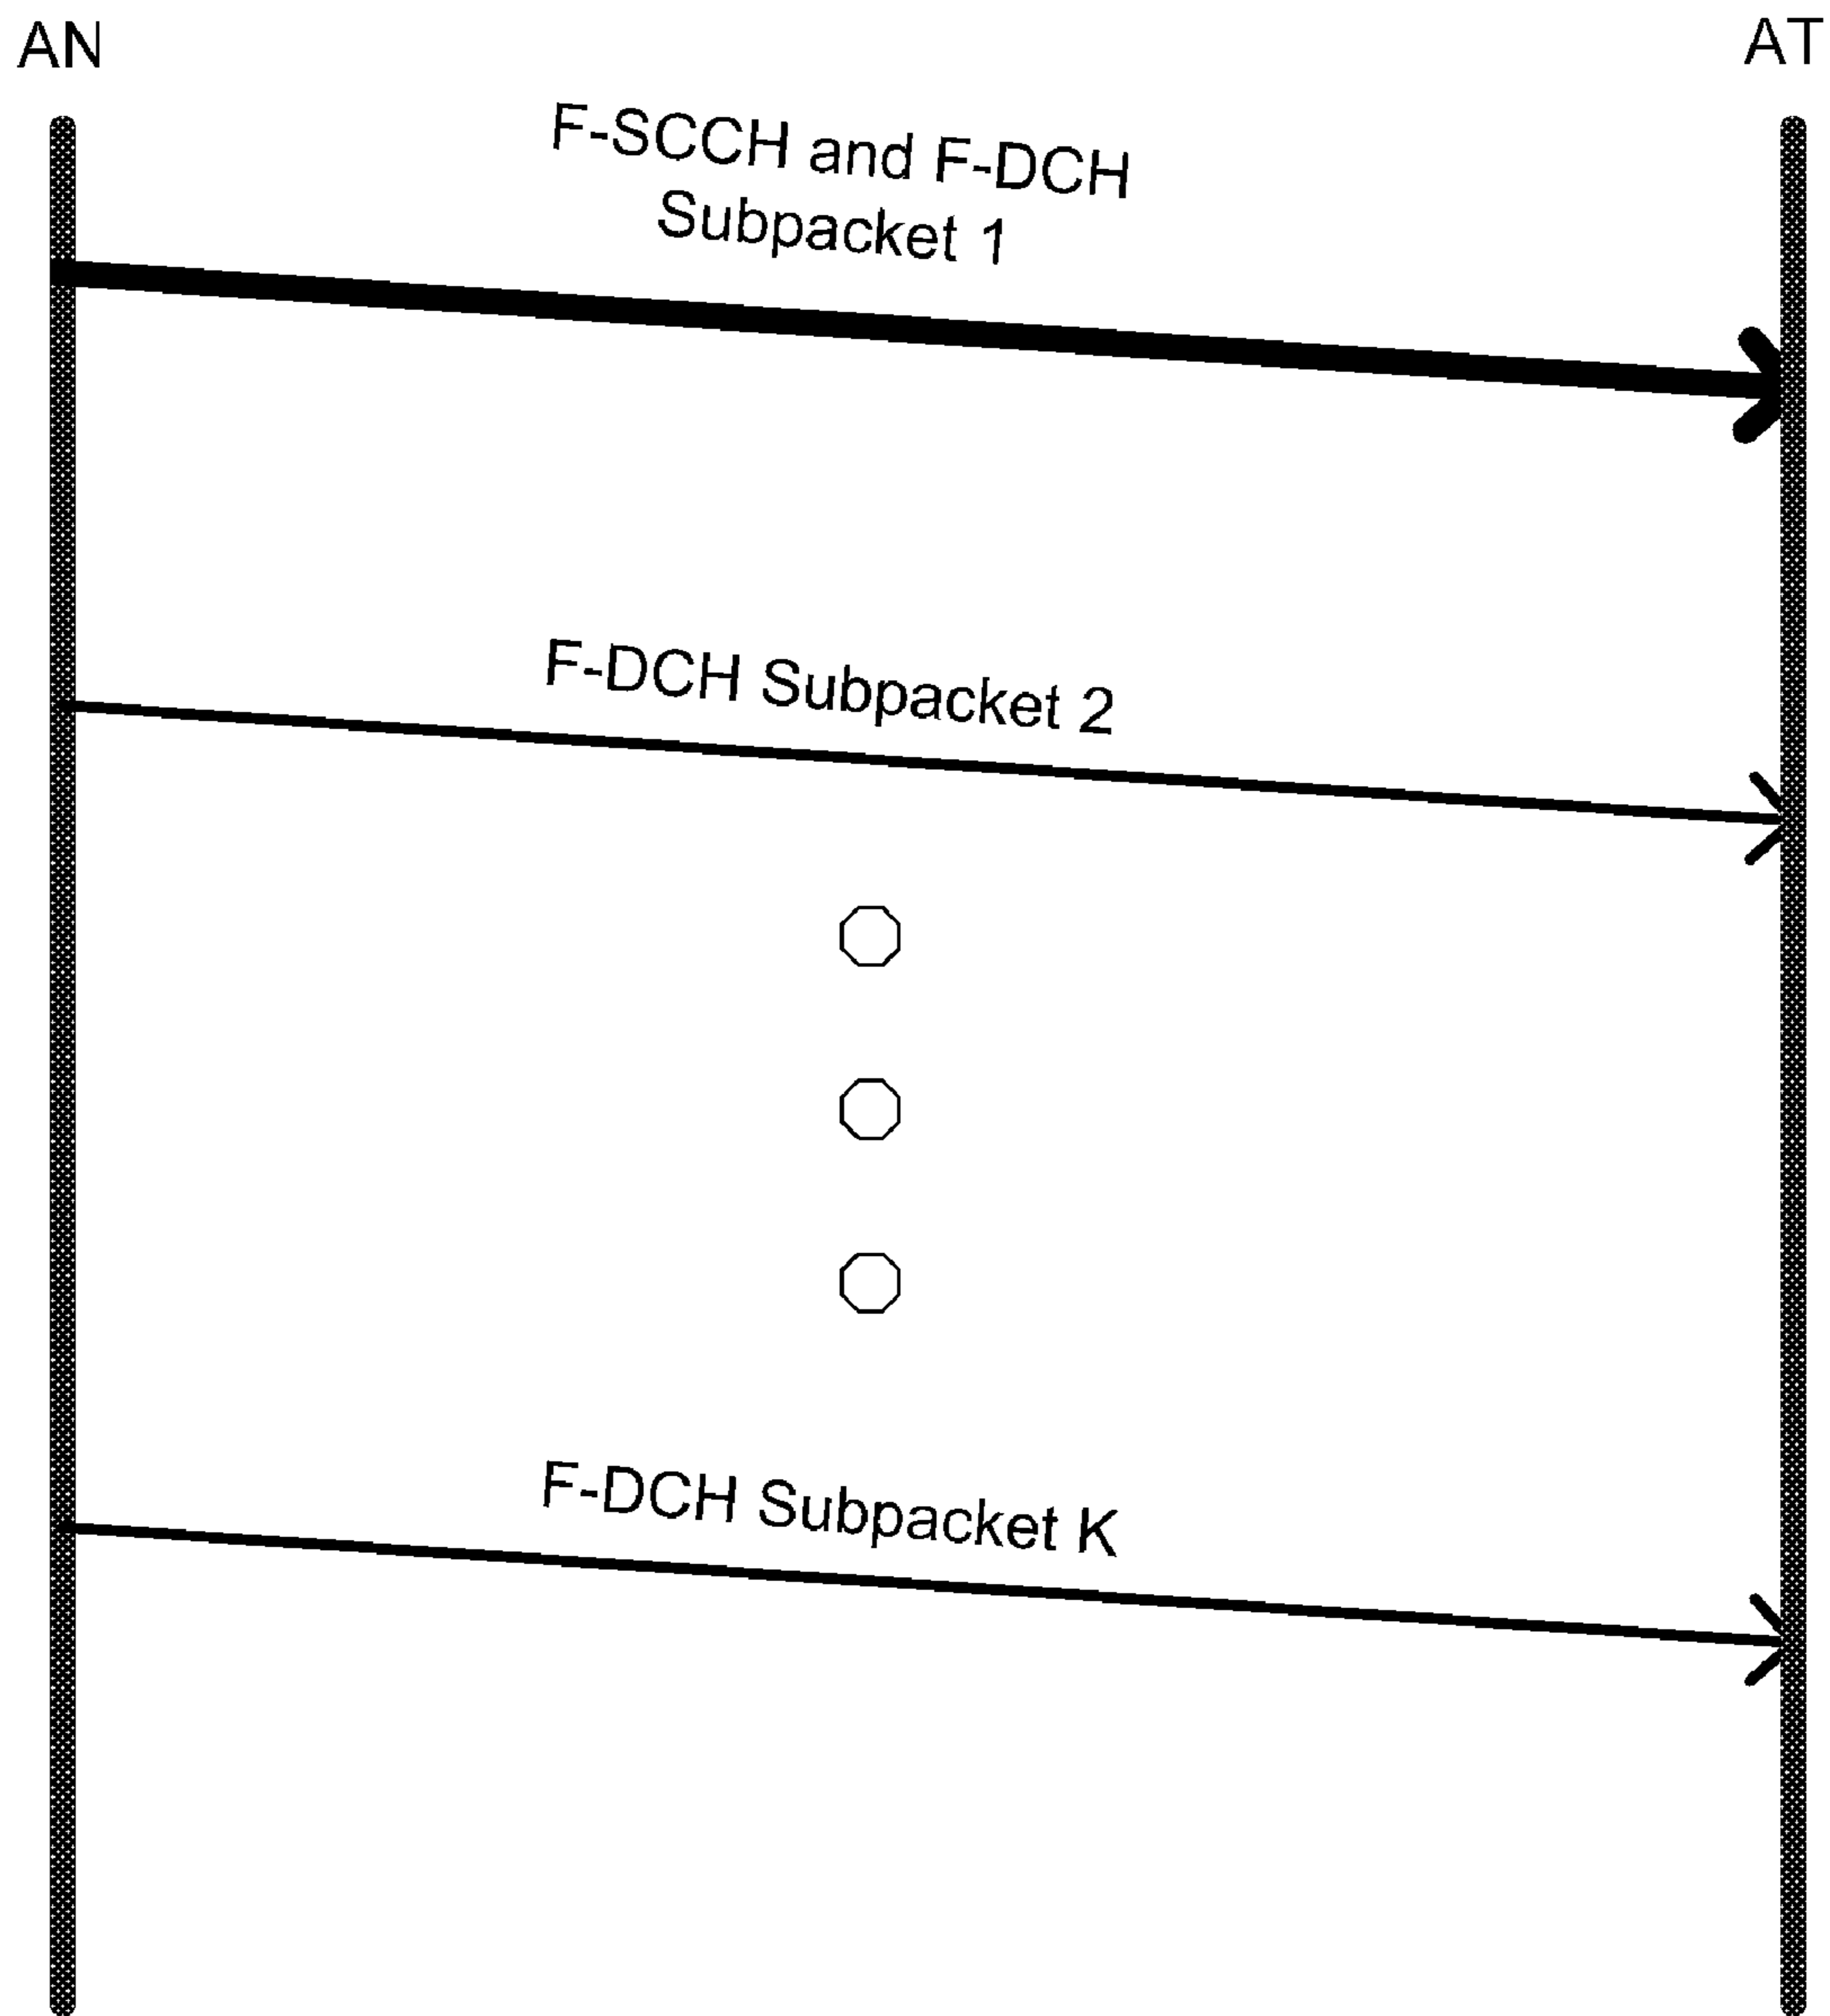 AN
AT
F-SCCH and F-DCH
Subpacket 1
F-DCH Subpacket 2
F-DCH Subpacket K